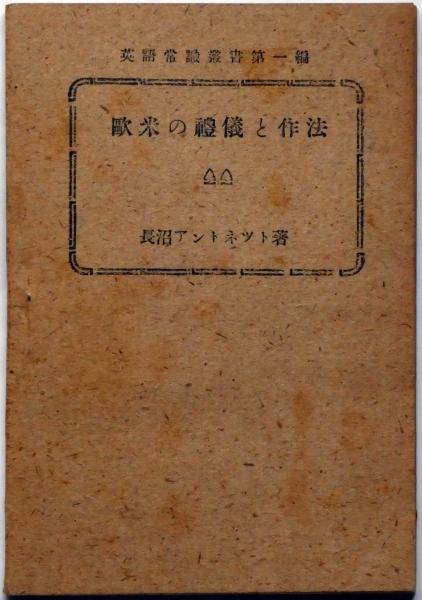 英語常識叢書第一編
歐米の禮儀と作法
長沼アントネット著